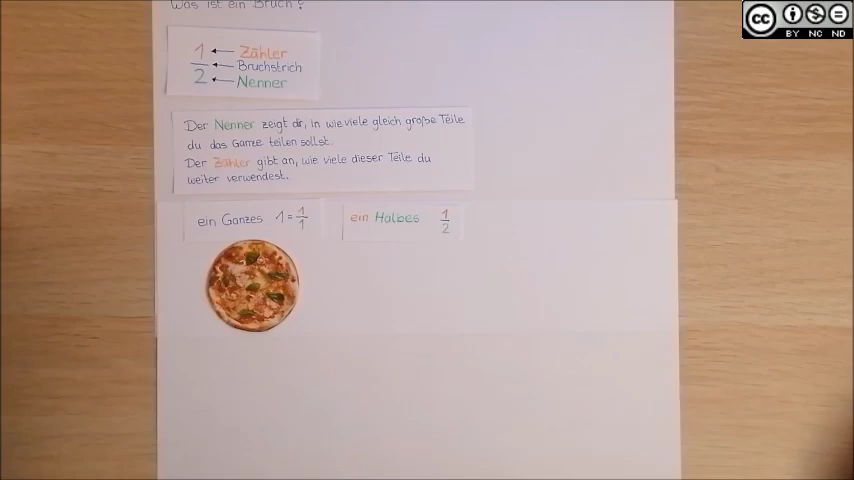 Was ist ein Bruch?
1 Zähler
Bruchstrich
2 Nenner
Der Nenner zeigt dir, in wie viele gleich große Teile
du das Ganze teilen sollst.
Der Zähler gibt an, wie viele dieser Teile du
weiter verwendest.
ein Ganzes 1 = 1/1
ein Halbes 1/2
cc
BY NC ND